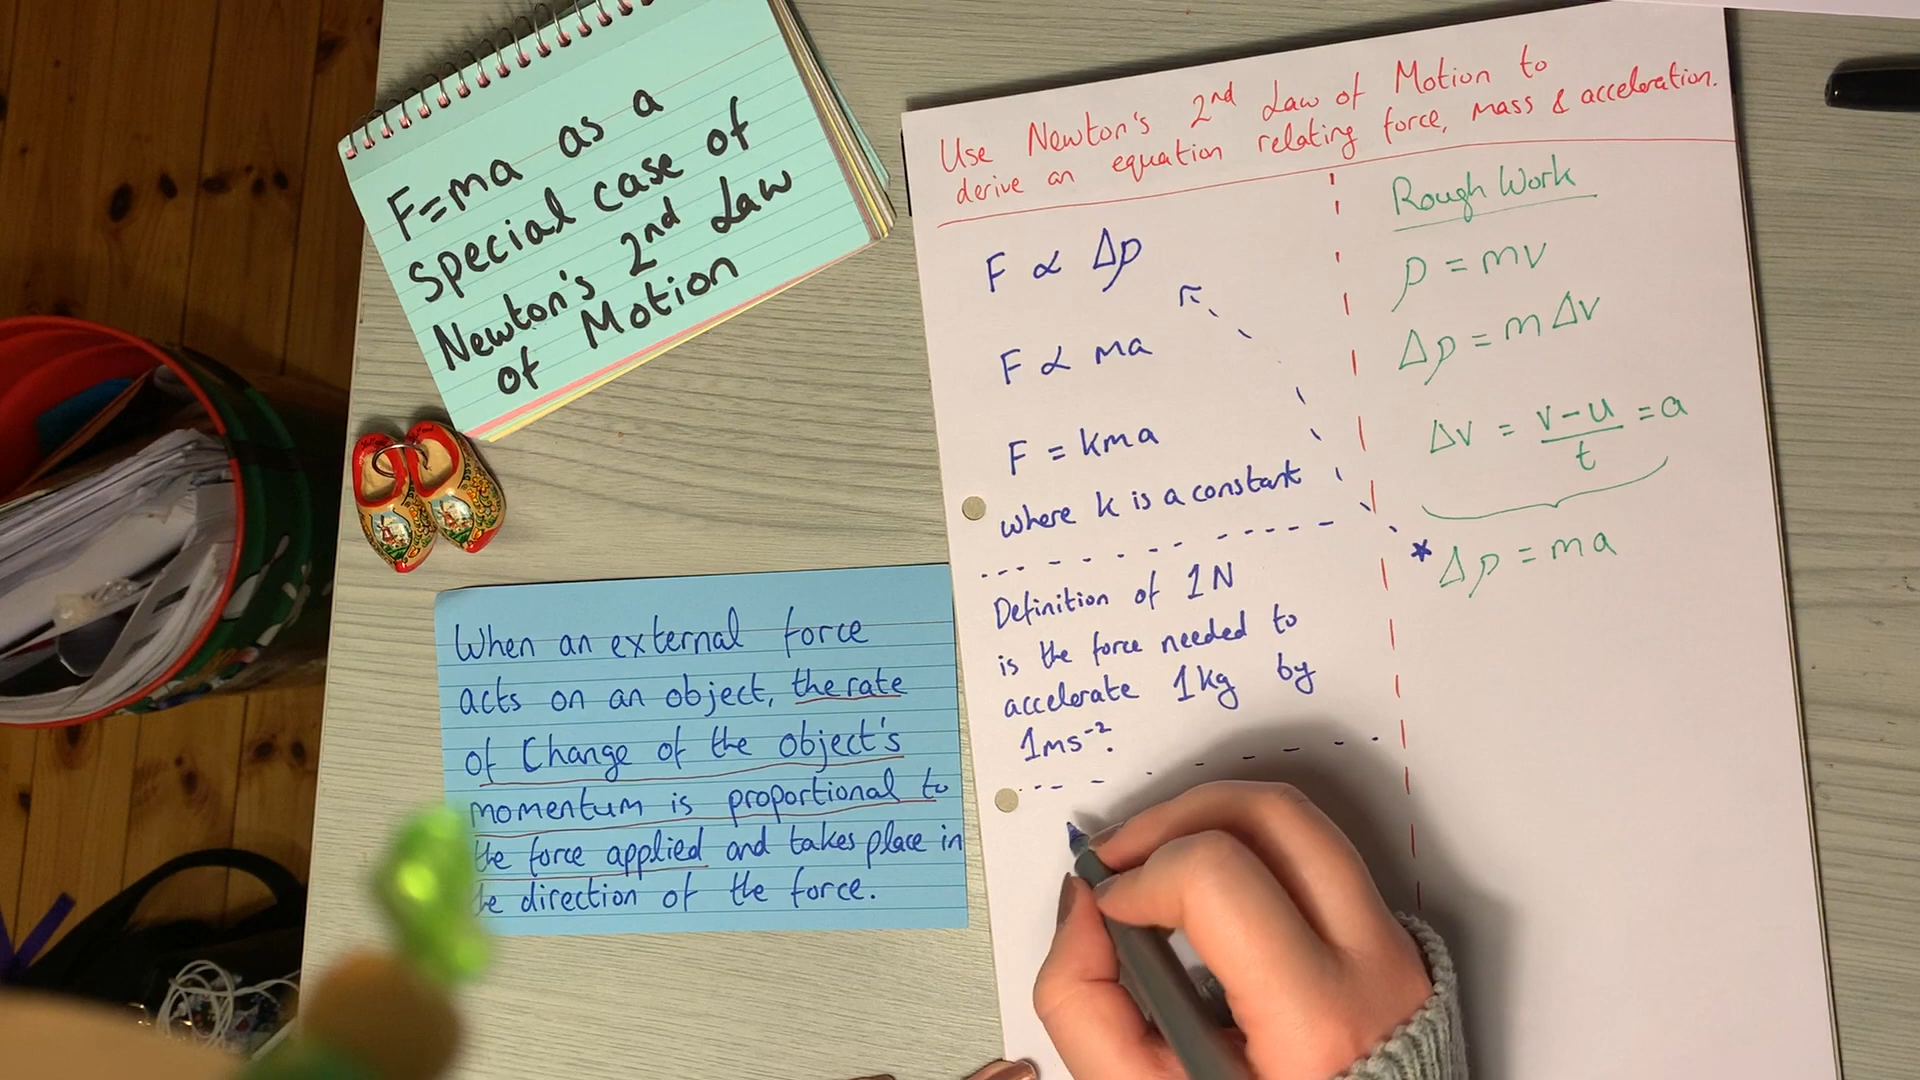 F=ma as a
special case of
Newton's 2nd Law
of Motion
When an external force
acts on an object, the rate
of Change of the object's
momentum is proportional to
the force applied and takes place in
the direction of the force.
Use Newton's 2nd Law of Motion to
derive an equation relating force, mass & acceleration.
F ∝ Δp
F ∝ ma
F = kma
where k is a constant
Definition of 1N
is the force needed to
accelerate 1kg by
1ms⁻².
Rough Work
p = mv
Δp = mΔv
Δv = v-u/t = a
* Δp = ma